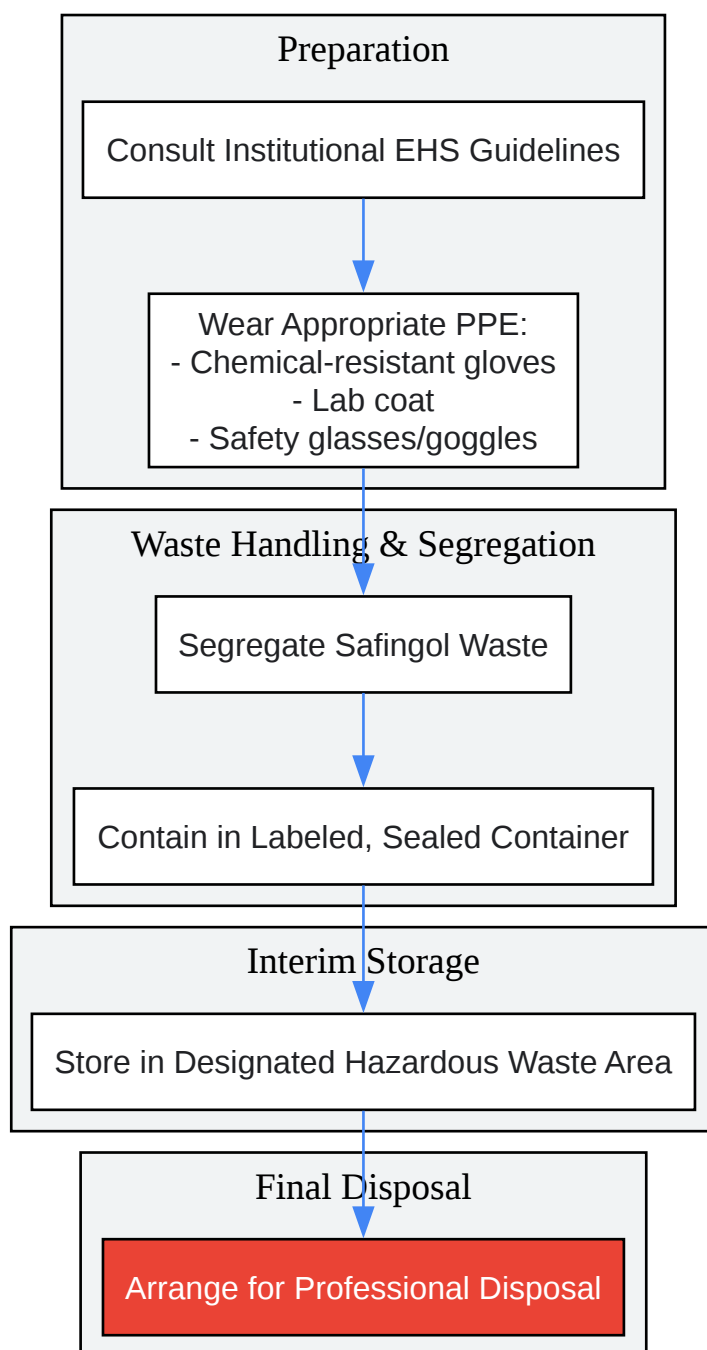 Preparation
Consult Institutional EHS Guidelines
Wear Appropriate PPE:
- Chemical-resistant gloves
- Lab coat
- Safety glasses/goggles
Waste Handling & Segregation
Segregate Safingol Waste
Contain in Labeled, Sealed Container
Interim Storage
Store in Designated Hazardous Waste Area
Final Disposal
Arrange for Professional Disposal